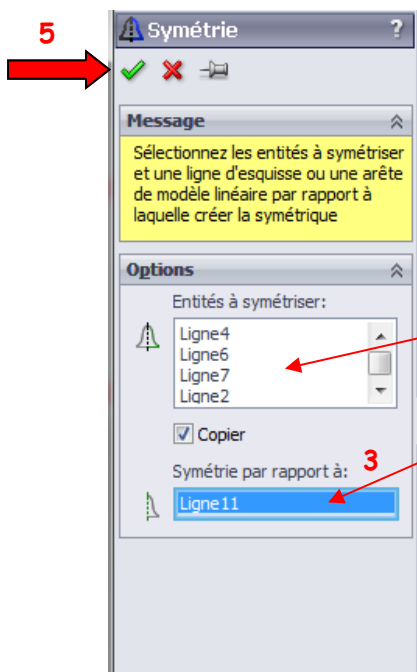 5
Symétrie ?
Message
Sélectionnez les entités à symétriser
et une ligne d'esquisse ou une arête
de modèle linéaire par rapport à
laquelle créer la symétrique
Options
Entités à symétriser:
Ligne4
Ligne6
Ligne7
Ligne2
Copier
Symétrie par rapport à: 3
Ligne11